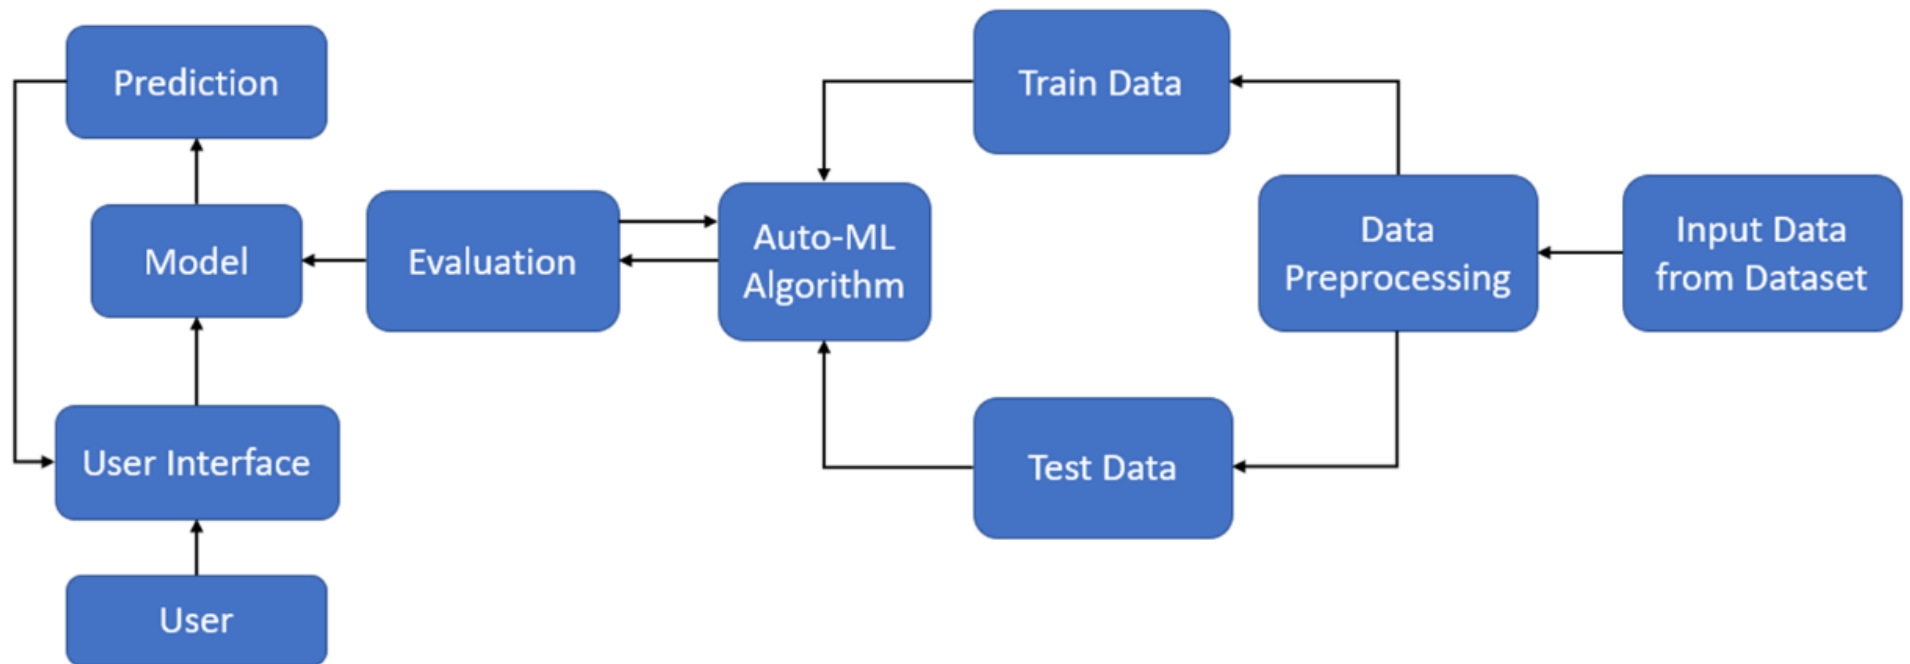 Prediction
Train Data
Model
Evaluation
Auto-ML
Algorithm
Data
Preprocessing
Input Data
from Dataset
User Interface
Test Data
User